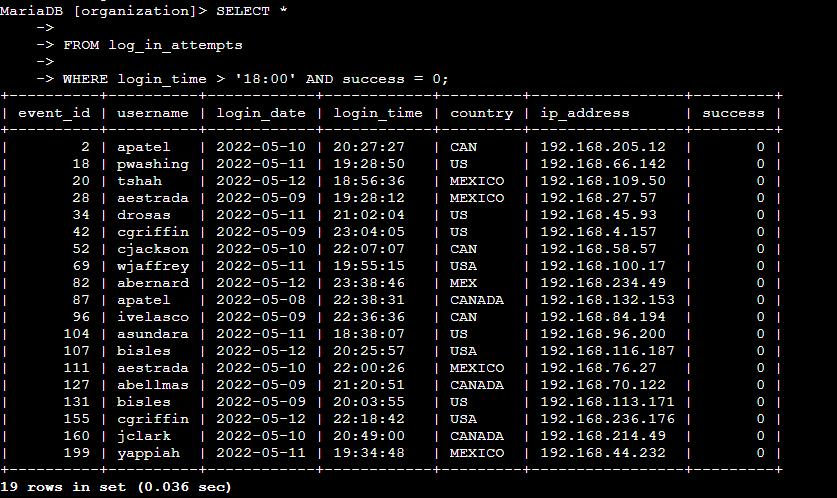 MariaDB [organization]> SELECT *
    ->
    -> FROM log_in_attempts
    ->
    -> WHERE login_time > '18:00' AND success = 0;
+----------+----------+------------+------------+---------+-----------------+---------+
| event_id | username | login_date | login_time | country | ip_address      | success |
+----------+----------+------------+------------+---------+-----------------+---------+
|        2 | apatel   | 2022-05-10 | 20:27:27   | CAN     | 192.168.205.12  |       0 |
|       18 | pwashing | 2022-05-11 | 19:28:50   | US      | 192.168.66.142  |       0 |
|       20 | tshah    | 2022-05-12 | 18:56:36   | MEXICO  | 192.168.109.50  |       0 |
|       28 | aestrada | 2022-05-09 | 19:28:12   | MEXICO  | 192.168.27.57   |       0 |
|       34 | drosas   | 2022-05-11 | 21:02:04   | US      | 192.168.45.93   |       0 |
|       42 | cgriffin | 2022-05-09 | 23:04:05   | US      | 192.168.4.157   |       0 |
|       52 | cjackson | 2022-05-10 | 22:07:07   | CAN     | 192.168.58.57   |       0 |
|       69 | wjaffrey | 2022-05-11 | 19:55:15   | USA     | 192.168.100.17  |       0 |
|       82 | abernard | 2022-05-12 | 23:38:46   | MEX     | 192.168.234.49  |       0 |
|       87 | apatel   | 2022-05-08 | 22:38:31   | CANADA  | 192.168.132.153 |       0 |
|       96 | ivelasco | 2022-05-09 | 22:36:36   | CAN     | 192.168.84.194  |       0 |
|      104 | asundara | 2022-05-11 | 18:38:07   | US      | 192.168.96.200  |       0 |
|      107 | bisles   | 2022-05-12 | 20:25:57   | USA     | 192.168.116.187 |       0 |
|      111 | aestrada | 2022-05-10 | 22:00:26   | MEXICO  | 192.168.76.27   |       0 |
|      127 | abellmas | 2022-05-09 | 21:20:51   | CANADA  | 192.168.70.122  |       0 |
|      131 | bisles   | 2022-05-09 | 20:03:55   | US      | 192.168.113.171 |       0 |
|      155 | cgriffin | 2022-05-12 | 22:18:42   | USA     | 192.168.236.176 |       0 |
|      160 | jclark   | 2022-05-10 | 20:49:00   | CANADA  | 192.168.214.49  |       0 |
|      199 | yappiah  | 2022-05-11 | 19:34:48   | MEXICO  | 192.168.44.232  |       0 |
+----------+----------+------------+------------+---------+-----------------+---------+
19 rows in set (0.036 sec)